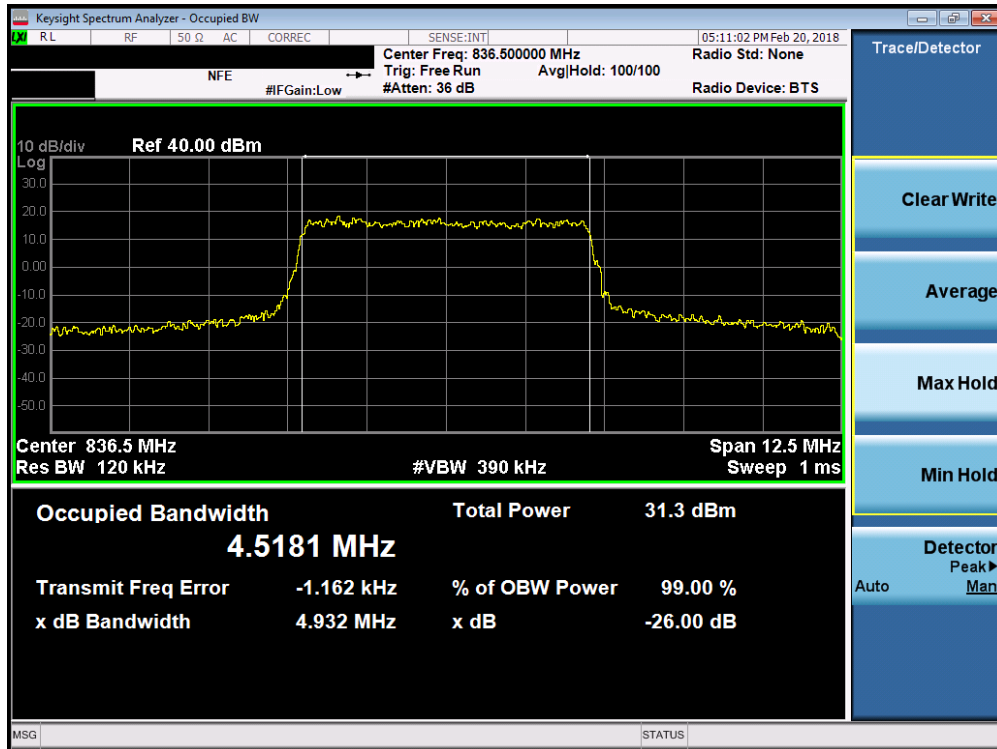 Keysight Spectrum Analyzer - Occupied BW
LXI RL RF 50 Ω AC CORREC SENSE:INT 05:11:02 PM Feb 20, 2018
Center Freq: 836.500000 MHz Radio Std: None
NFE Trig: Free Run Avg|Hold: 100/100
#IFGain:Low #Atten: 36 dB Radio Device: BTS
10 dB/div Ref 40.00 dBm
Log
30.0
20.0
10.0
0.00
-10.0
-20.0
-30.0
-40.0
-50.0
Center 836.5 MHz Span 12.5 MHz
Res BW 120 kHz #VBW 390 kHz Sweep 1 ms
Occupied Bandwidth Total Power 31.3 dBm
4.5181 MHz
Transmit Freq Error -1.162 kHz % of OBW Power 99.00 %
x dB Bandwidth 4.932 MHz x dB -26.00 dB
Trace/Detector
Clear Write
Average
Max Hold
Min Hold
Detector
Peak▶
Auto Man
MSG STATUS